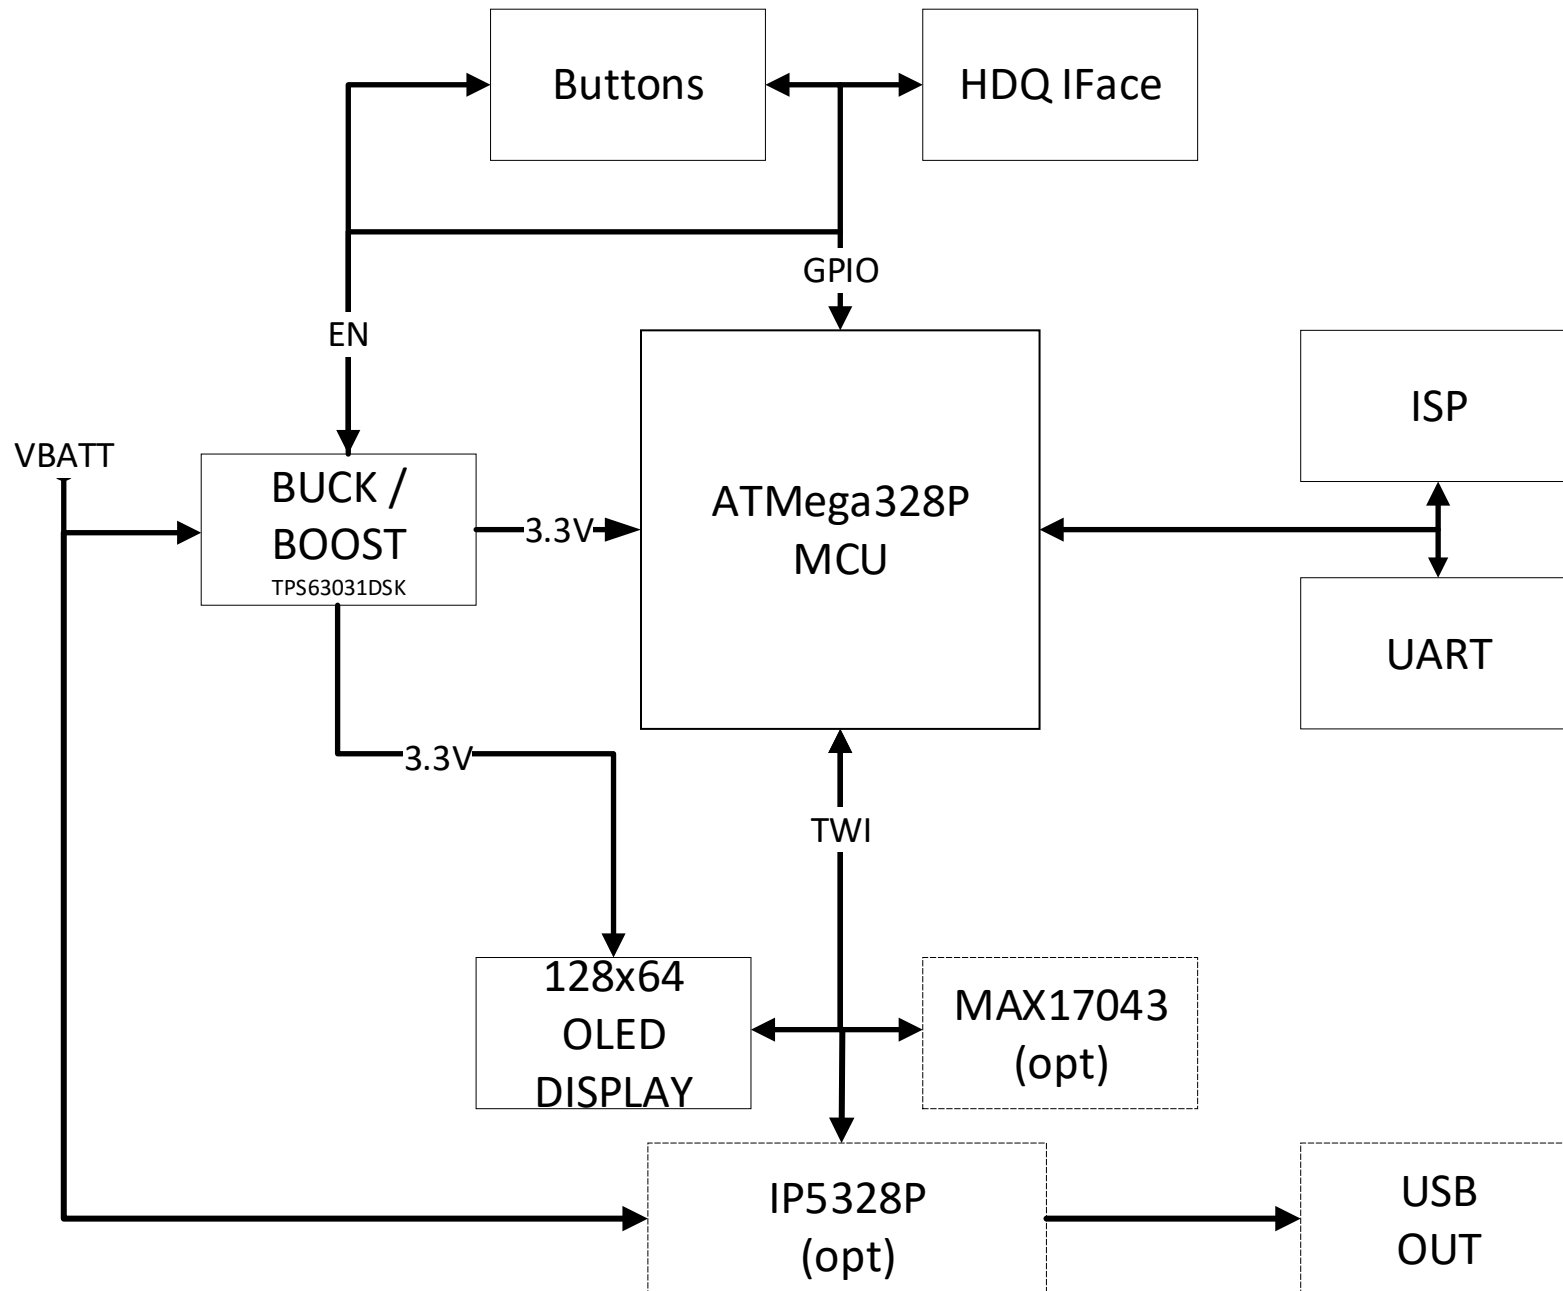 Buttons
HDQ IFace
GPIO
EN
ISP
VBATT
BUCK /
BOOST
TPS63031DSK
3.3V
ATMega328P
MCU
UART
3.3V
TWI
128x64
OLED
DISPLAY
MAX17043
(opt)
IP5328P
(opt)
USB
OUT